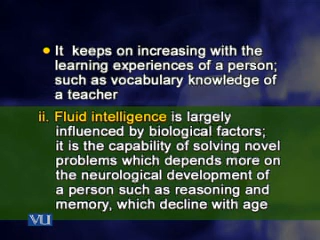 • It keeps on increasing with the
learning experiences of a person;
such as vocabulary knowledge of
a teacher
ii. Fluid intelligence is largely
influenced by biological factors;
it is the capability of solving novel
problems which depends more on
the neurological development of
a person such as reasoning and
memory, which decline with age
VU